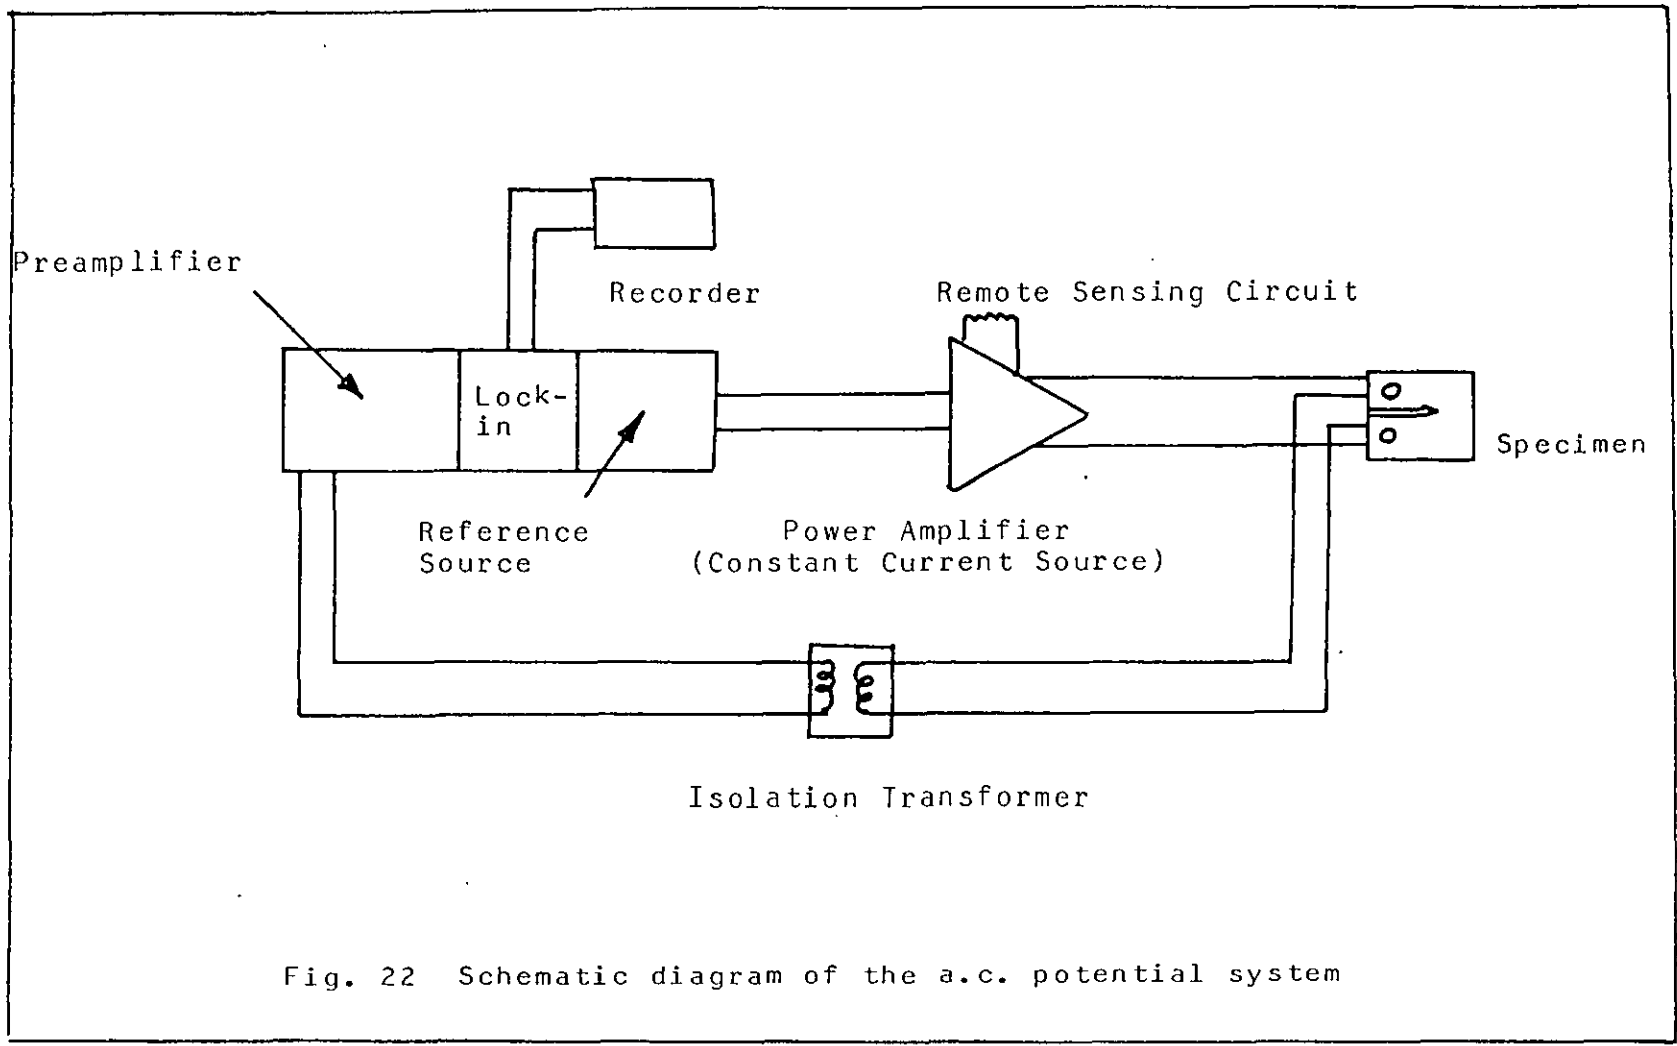 Preamplifier
Recorder
Remote Sensing Circuit
Lock-
in
Specimen
Reference
Source
Power Amplifier
(Constant Current Source)
Isolation Transformer
Fig. 22 Schematic diagram of the a.c. potential system